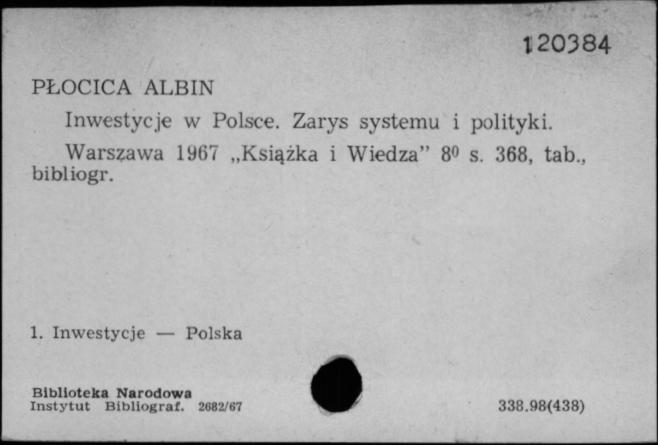 120384
PŁOCICA ALBIN
Inwestycje w Polsce. Zarys systemu i polityki.
Warszawa 1967 „Książka i Wiedza” 8⁰ s. 368, tab.,
bibliogr.
1. Inwestycje — Polska
Biblioteka Narodowa
Instytut Bibliograf. 2682/67
338.98(438)